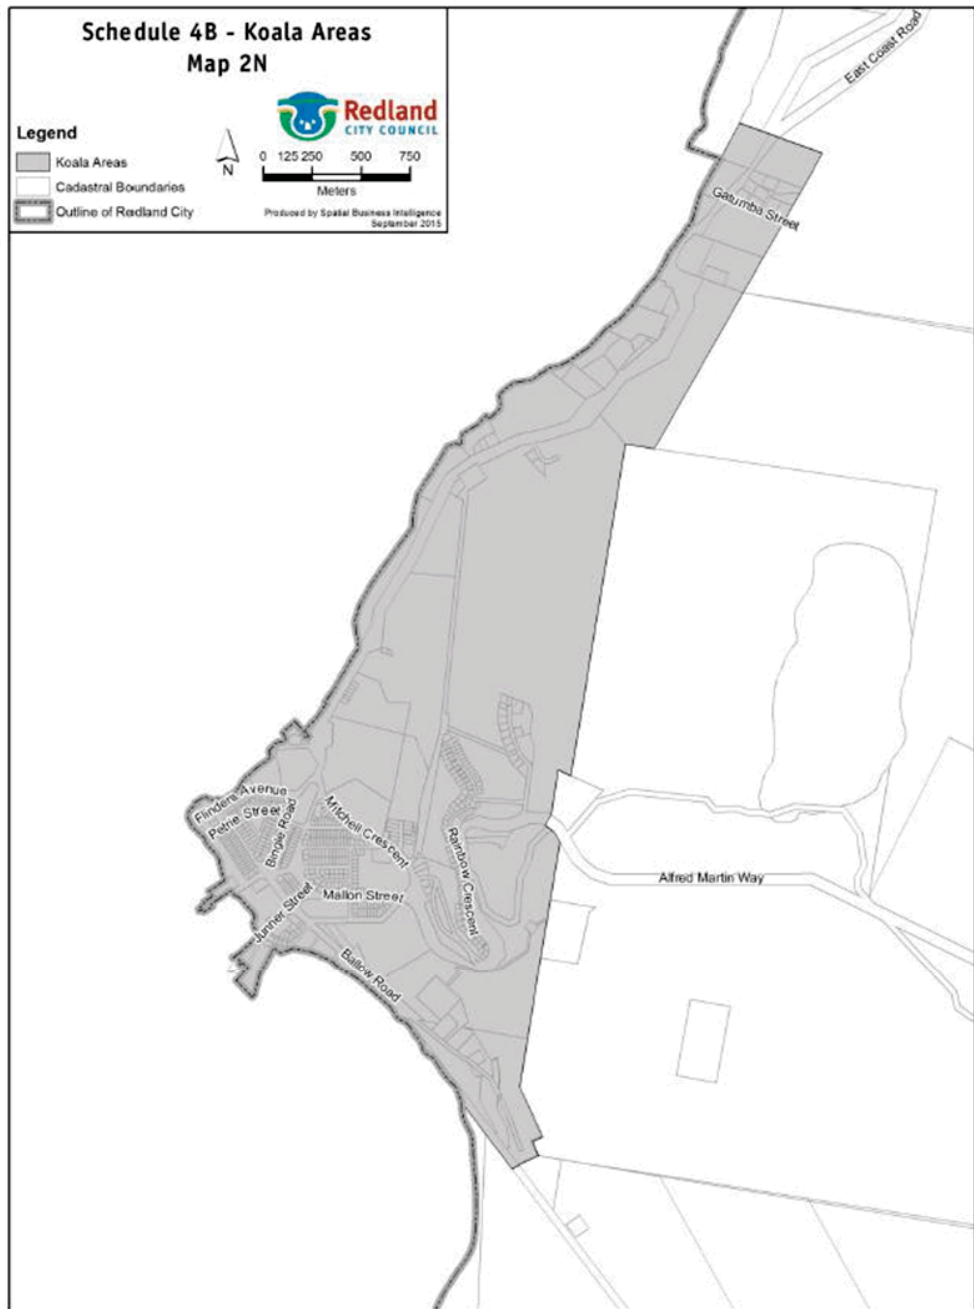 Schedule 4B - Koala Areas
Map 2N
Redland
CITY COUNCIL
Legend
Koala Areas
Cadastral Boundaries
Outline of Redland City
N
0 125 250 500 750
Meters
Produced by Spatial Business Intelligence
September 2015
East Coast Road
Gatumba Street
Flinders Avenue
Petrie Street
Bingle Road
Mitchell Crescent
Rainbow Crescent
Alfred Martin Way
Mallon Street
Junner Street
Ballow Road